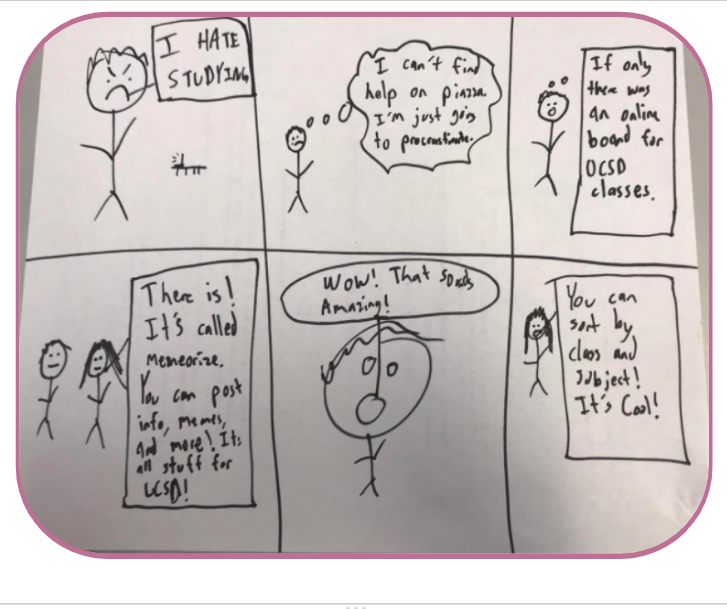 I HATE
STUDYING
I can't find
help on piazza.
I'm just going
to procrastinate.
If only
there was
an online
board for
UCSD
classes.
There is!
It's called
Memeorize.
You can post
info, memes,
and more! Its
all stuff for
UCSD!
Wow! That sounds
Amazing!
You can
sort by
class and
subject!
It's Cool!